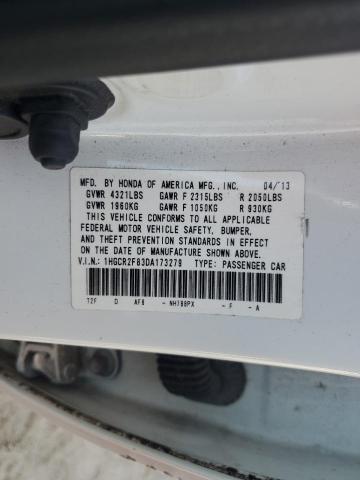 MFD. BY HONDA OF AMERICA MFG., INC. 04/13
GVWR 4321LBS GAWR F 2315LBS R 2050LBS
GVWR 1960KG GAWR F 1050KG R 930KG
THIS VEHICLE CONFORMS TO ALL APPLICABLE
FEDERAL MOTOR VEHICLE SAFETY, BUMPER,
AND THEFT PREVENTION STANDARDS IN EFFECT
ON THE DATE OF MANUFACTURE SHOWN ABOVE.
V.I.N.: 1HGCR2F83DA173279 TYPE: PASSENGER CAR
T2F D AF8 - NH788PX - F - A